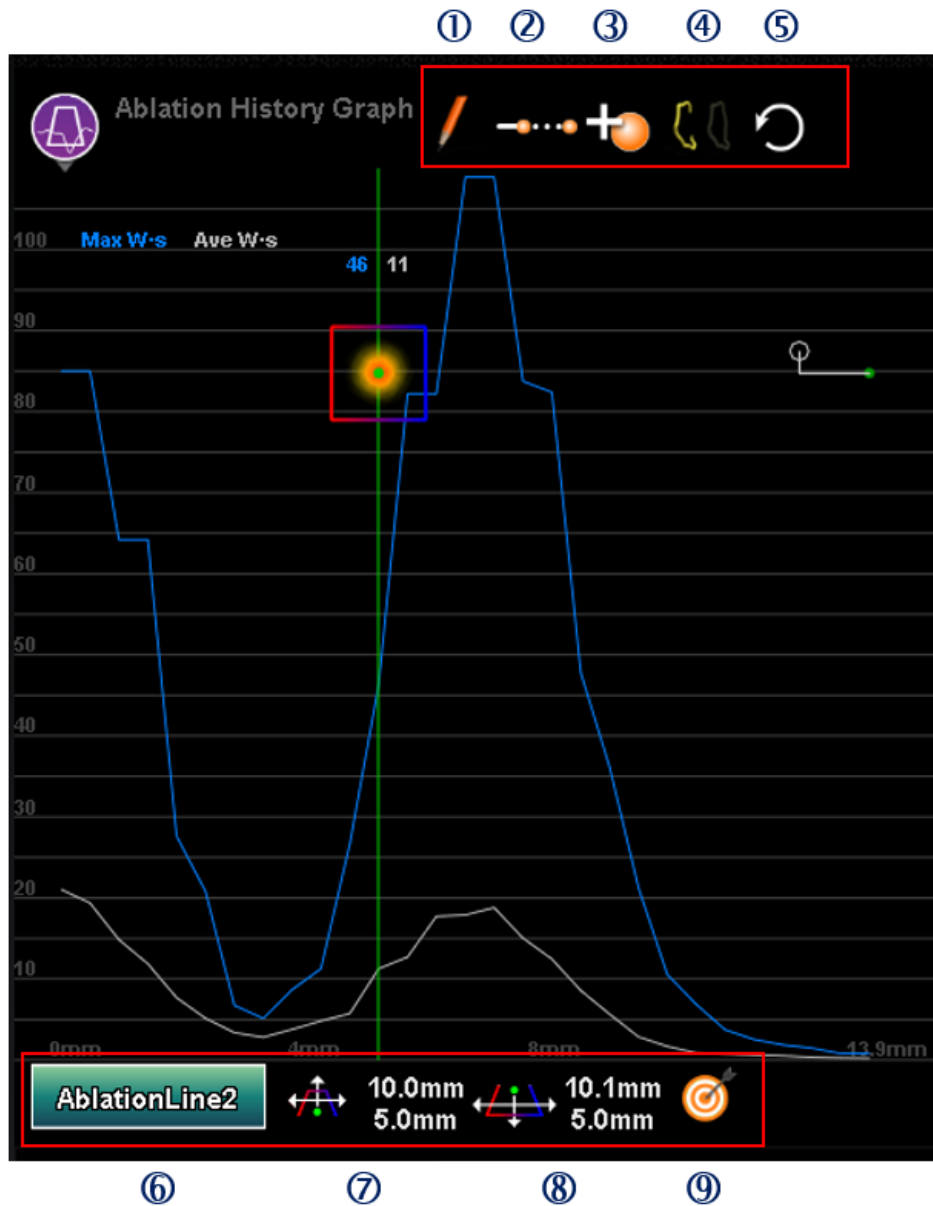 ① ② ③ ④ ⑤
Ablation History Graph
100 Max W·s Ave W·s
46 11
90
80
70
60
50
40
30
20
10
0mm 4mm 8mm 13.9mm
AblationLine2 10.0mm 10.1mm
5.0mm 5.0mm
⑥ ⑦ ⑧ ⑨